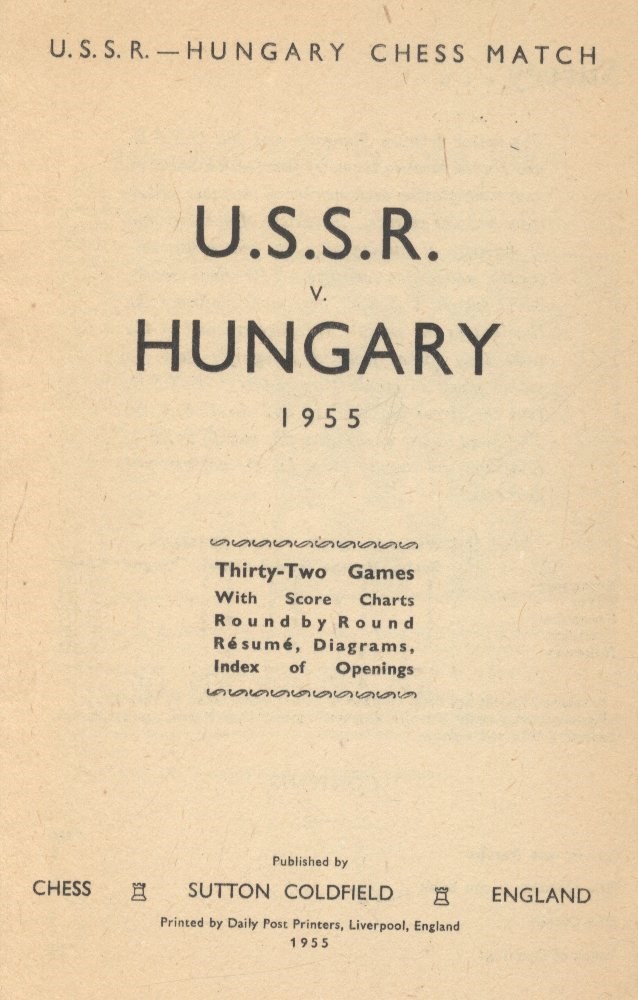 U.S.S.R.—HUNGARY CHESS MATCH
U.S.S.R.
V.
HUNGARY
1955
Thirty-Two Games
With Score Charts
Round by Round
Résumé, Diagrams,
Index of Openings
Published by
CHESS SUTTON COLDFIELD ENGLAND
Printed by Daily Post Printers, Liverpool, England
1955